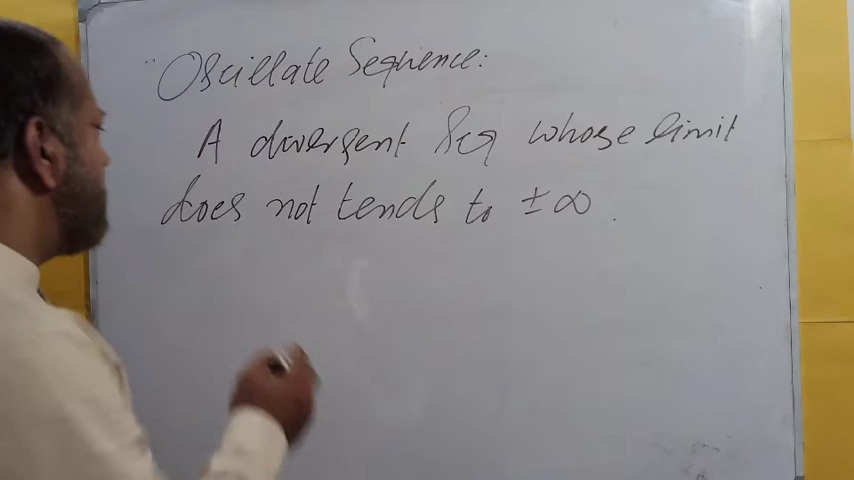 Oscillate Sequence:
A divergent Seq whose limit
does not tends to ±∞.